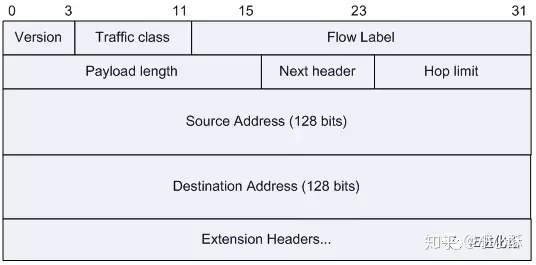 0 3 11 15 23 31
Version Traffic class Flow Label
Payload length Next header Hop limit
Source Address (128 bits)
Destination Address (128 bits)
Extension Headers...
知乎